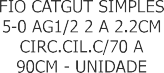 FIO CATGUT SIMPLES
5-0 AG1/2 2 A 2.2CM
CIRC.CIL.C/70 A
90CM - UNIDADE